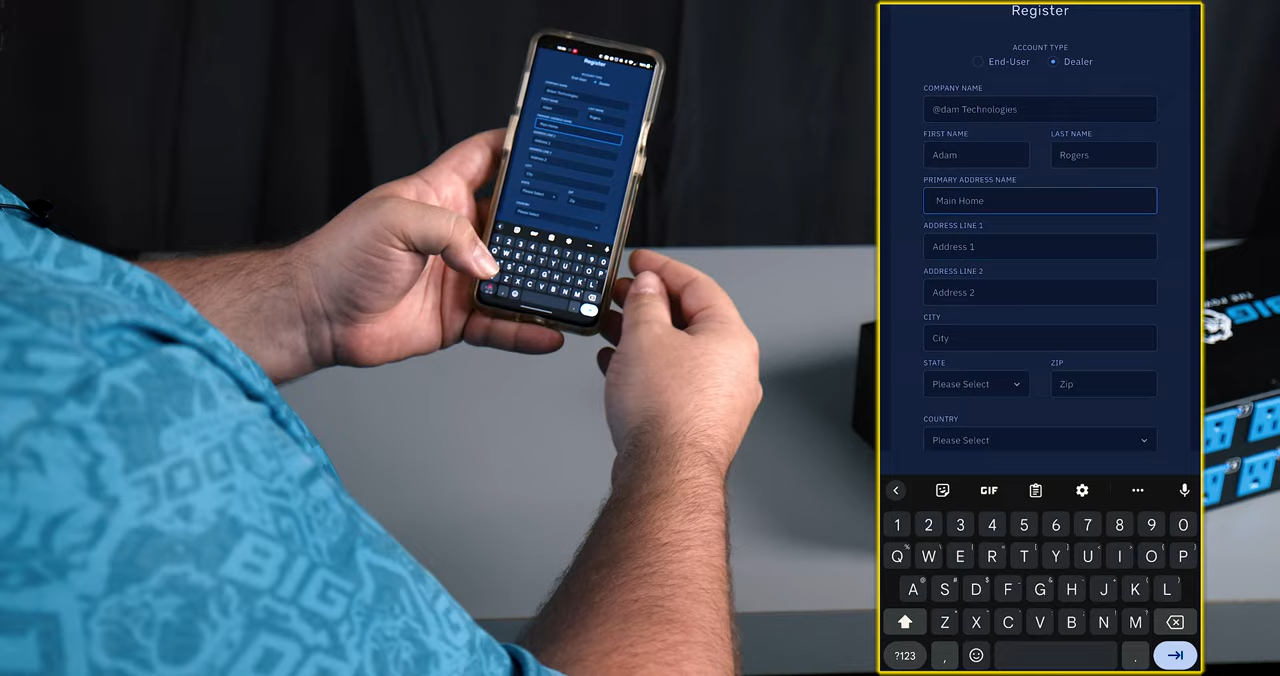 Register
ACCOUNT TYPE
End-User Dealer
COMPANY NAME
@dam Technologies
FIRST NAME LAST NAME
Adam Rogers
PRIMARY ADDRESS NAME
Main Home
ADDRESS LINE 1
Address 1
ADDRESS LINE 2
Address 2
CITY
City
STATE ZIP
Please Select Zip
COUNTRY
Please Select
GIF
1 2 3 4 5 6 7 8 9 0
Q W E R T Y U I O P
A S D F G H J K L
Z X C V B N M
?123 , .
BIG
THE